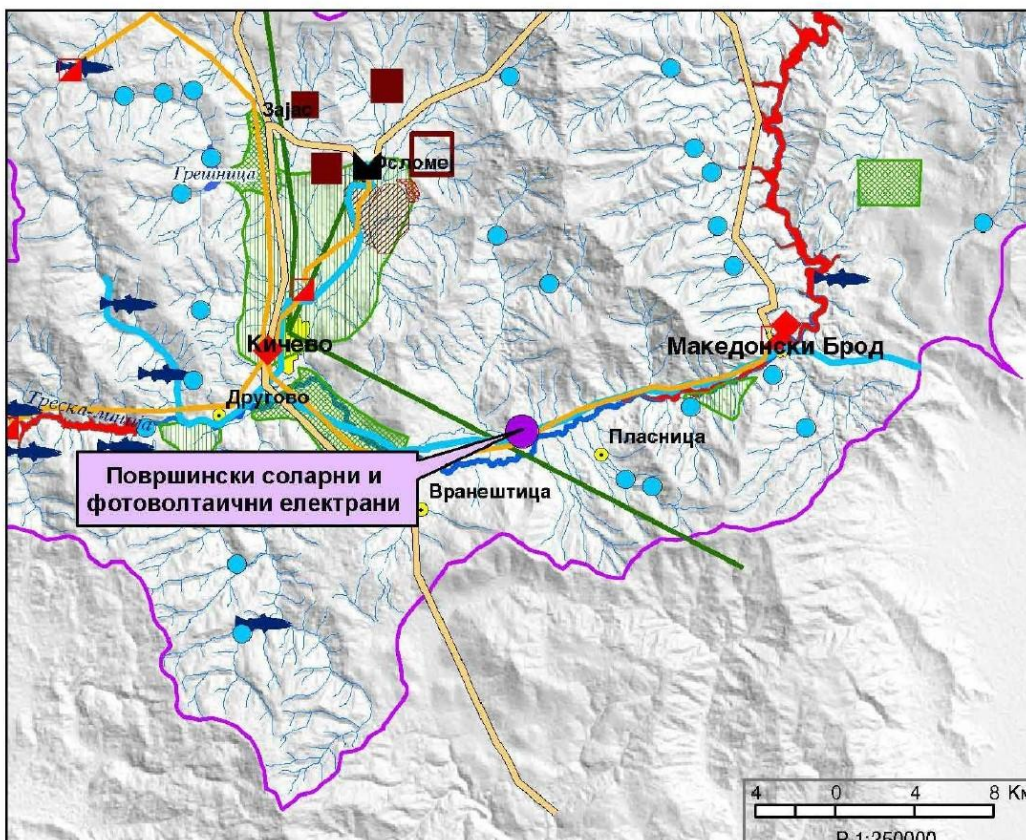 Зајас
Осломе
Грешница
Кичево
Македонски Брод
Другово
Треска-
Пласница
Површински соларни и
фотоволтаични електрани
Вранештица
4 0 4 8 Км
Р 1:250000